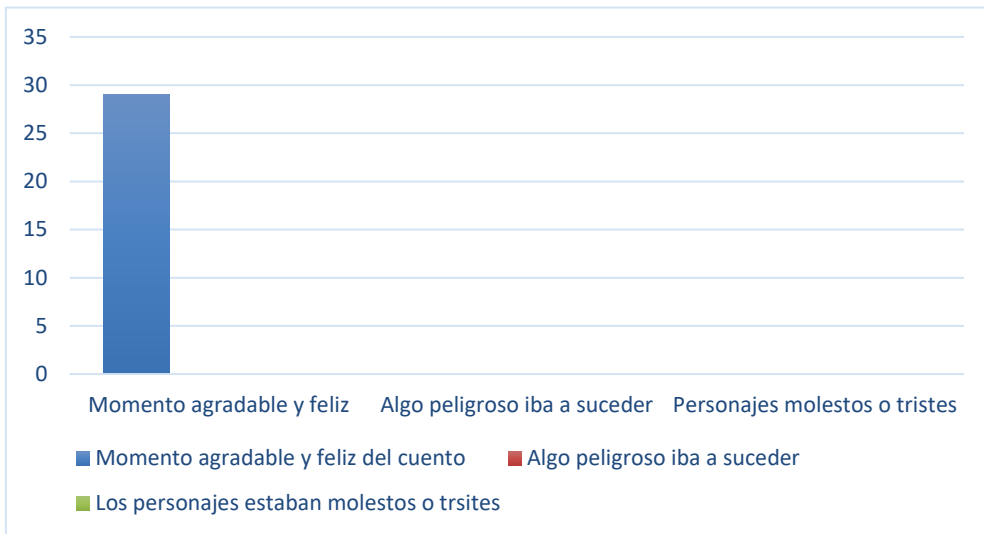 35
30
25
20
15
10
5
0
Momento agradable y feliz Algo peligroso iba a suceder Personajes molestos o tristes
Momento agradable y feliz del cuento Algo peligroso iba a suceder
Los personajes estaban molestos o trsites